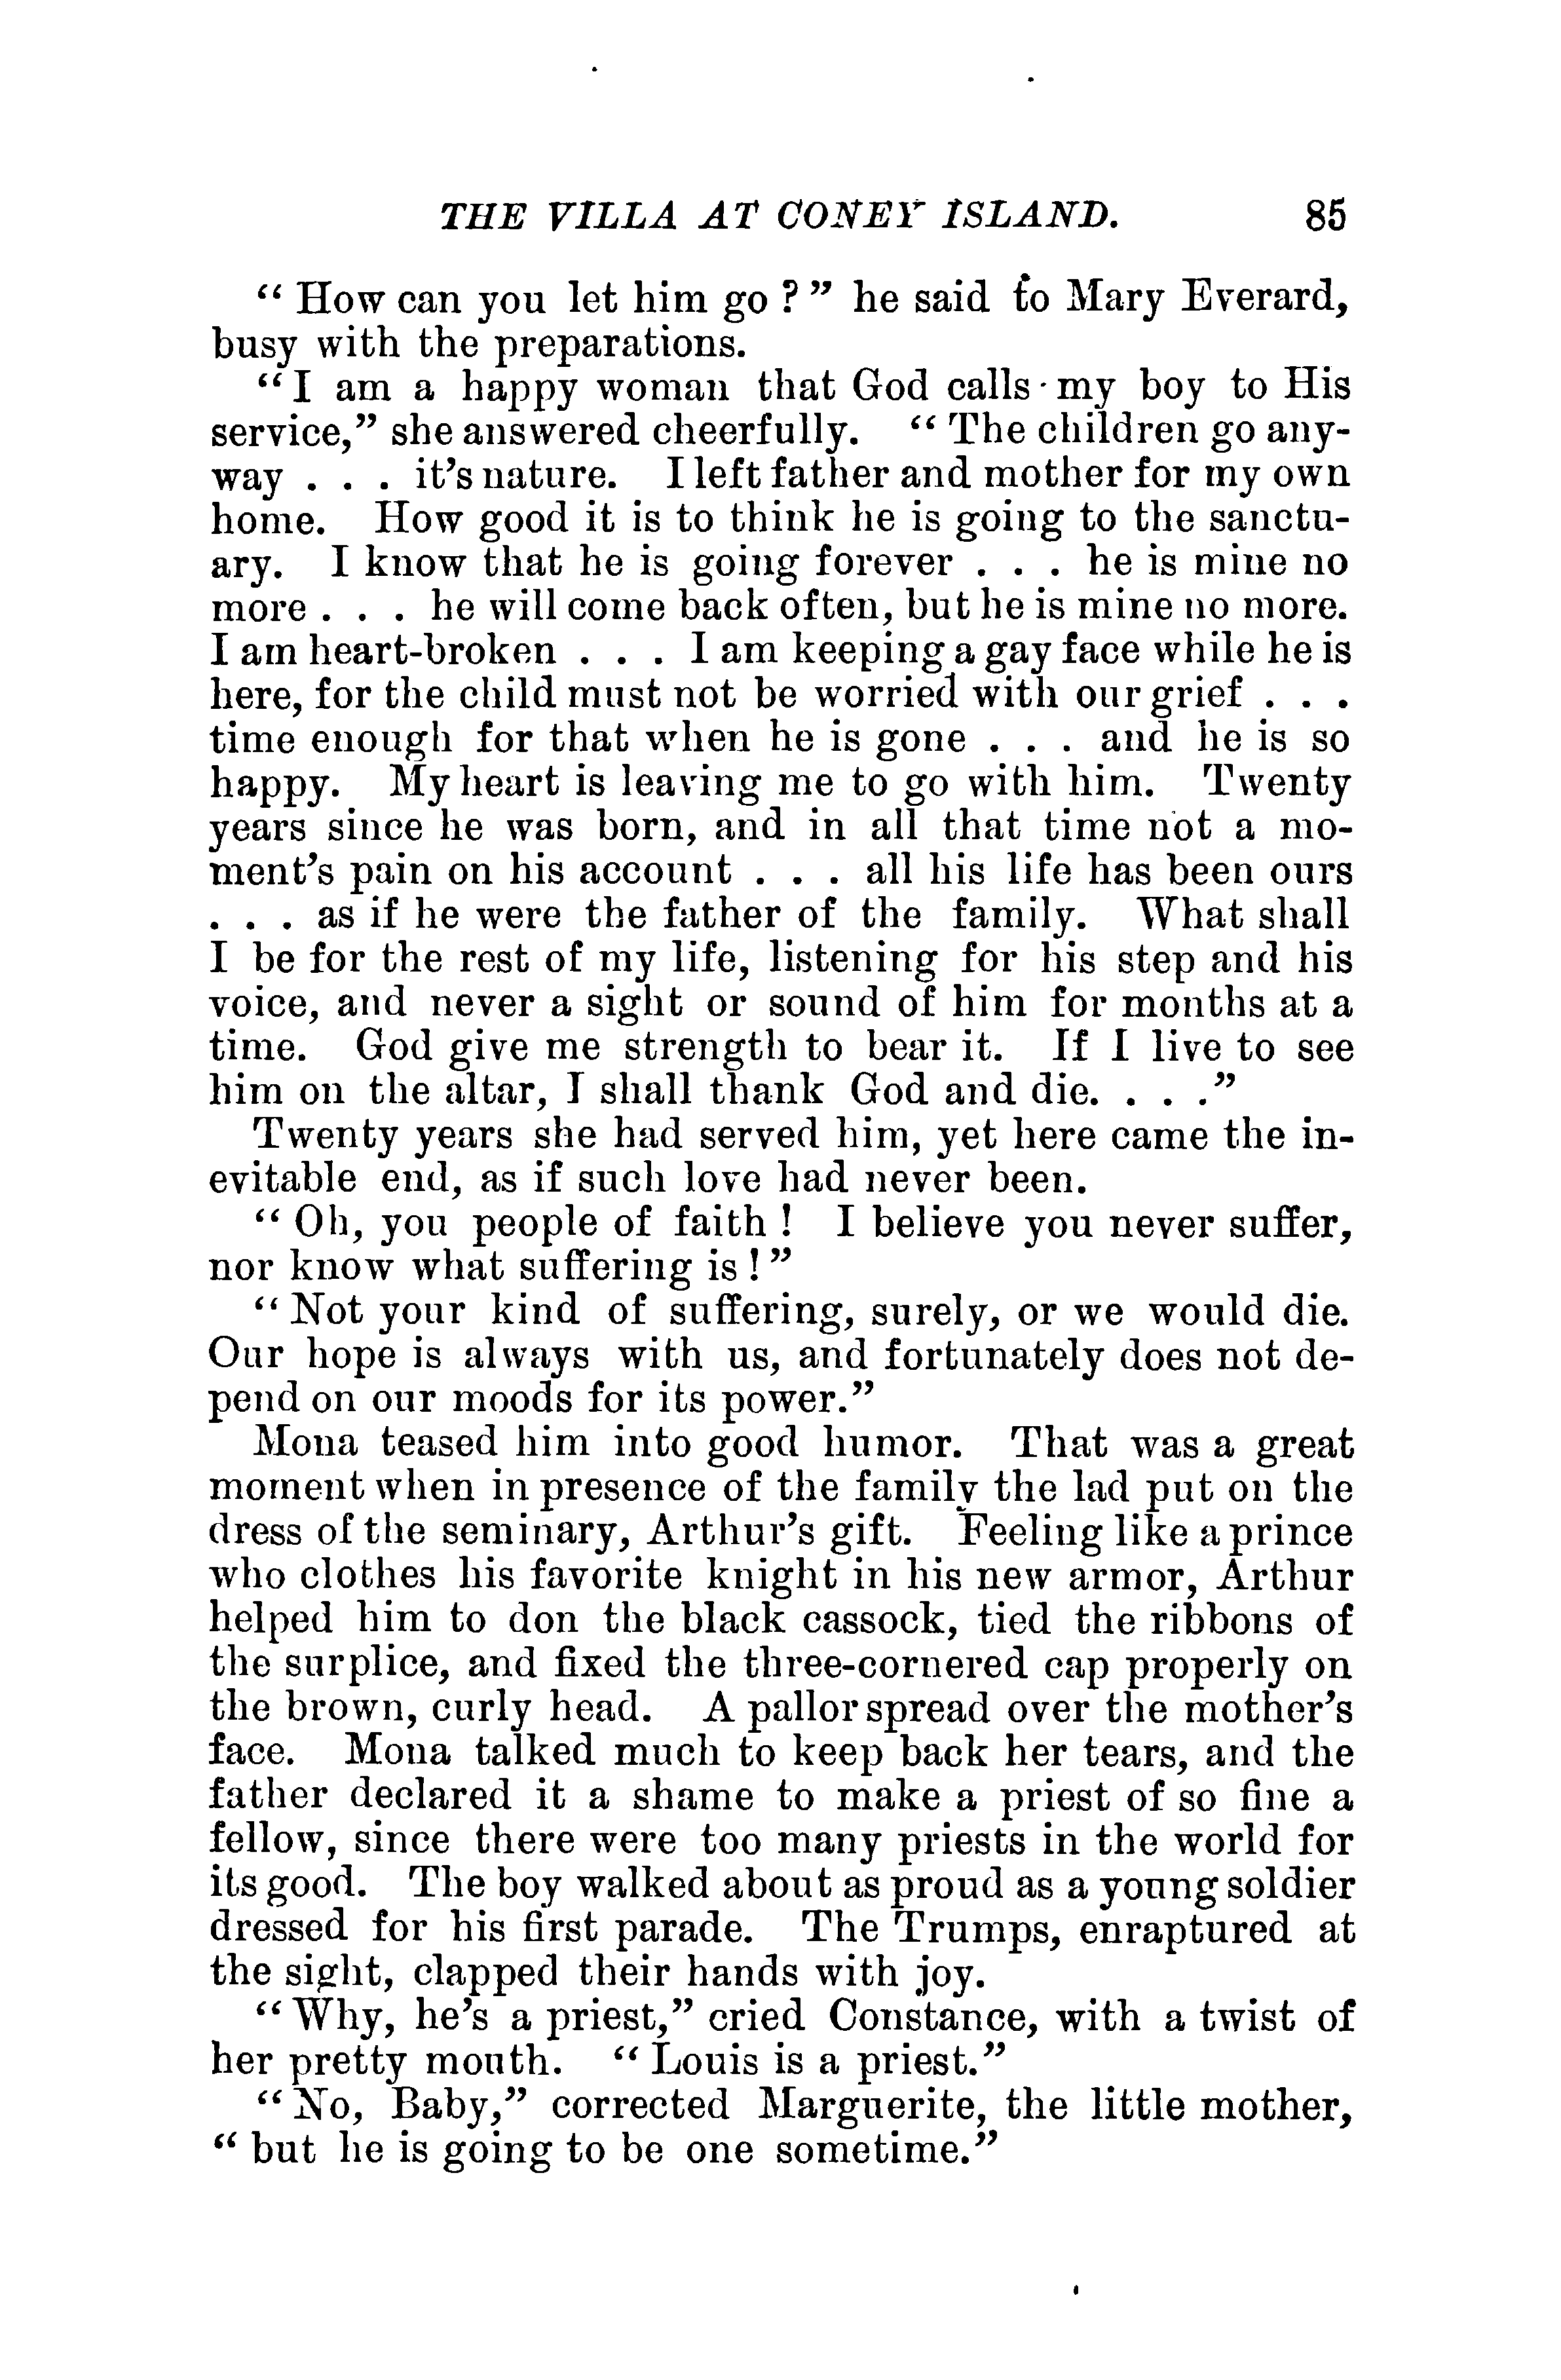 THE VILLA AT CONEY ISLAND. 85
“ How can you let him go ? ” he said to Mary Everard,
busy with the preparations.
“ I am a happy woman that God calls my boy to His
service,” she answered cheerfully. “ The children go any-
way . . . it’s nature. I left father and mother for my own
home. How good it is to think he is going to the sanctu-
ary. I know that he is going forever . . . he is mine no
more . . . he will come back often, but he is mine no more.
I am heart-broken . . . I am keeping a gay face while he is
here, for the child must not be worried with our grief . . .
time enough for that when he is gone . . . and he is so
happy. My heart is leaving me to go with him. Twenty
years since he was born, and in all that time not a mo-
ment’s pain on his account . . . all his life has been ours
. . . as if he were the father of the family. What shall
I be for the rest of my life, listening for his step and his
voice, and never a sight or sound of him for months at a
time. God give me strength to bear it. If I live to see
him on the altar, I shall thank God and die. . . .”
Twenty years she had served him, yet here came the in-
evitable end, as if such love had never been.
“ Oh, you people of faith ! I believe you never suffer,
nor know what suffering is ! ”
“ Not your kind of suffering, surely, or we would die.
Our hope is always with us, and fortunately does not de-
pend on our moods for its power.”
Mona teased him into good humor. That was a great
moment when in presence of the family the lad put on the
dress of the seminary, Arthur’s gift. Feeling like a prince
who clothes his favorite knight in his new armor, Arthur
helped him to don the black cassock, tied the ribbons of
the surplice, and fixed the three-cornered cap properly on
the brown, curly head. A pallor spread over the mother’s
face. Mona talked much to keep back her tears, and the
father declared it a shame to make a priest of so fine a
fellow, since there were too many priests in the world for
its good. The boy walked about as proud as a young soldier
dressed for his first parade. The Trumps, enraptured at
the sight, clapped their hands with joy.
“ Why, he’s a priest,” cried Constance, with a twist of
her pretty mouth. “ Louis is a priest.”
“ No, Baby,” corrected Marguerite, the little mother,
“ but he is going to be one sometime.”